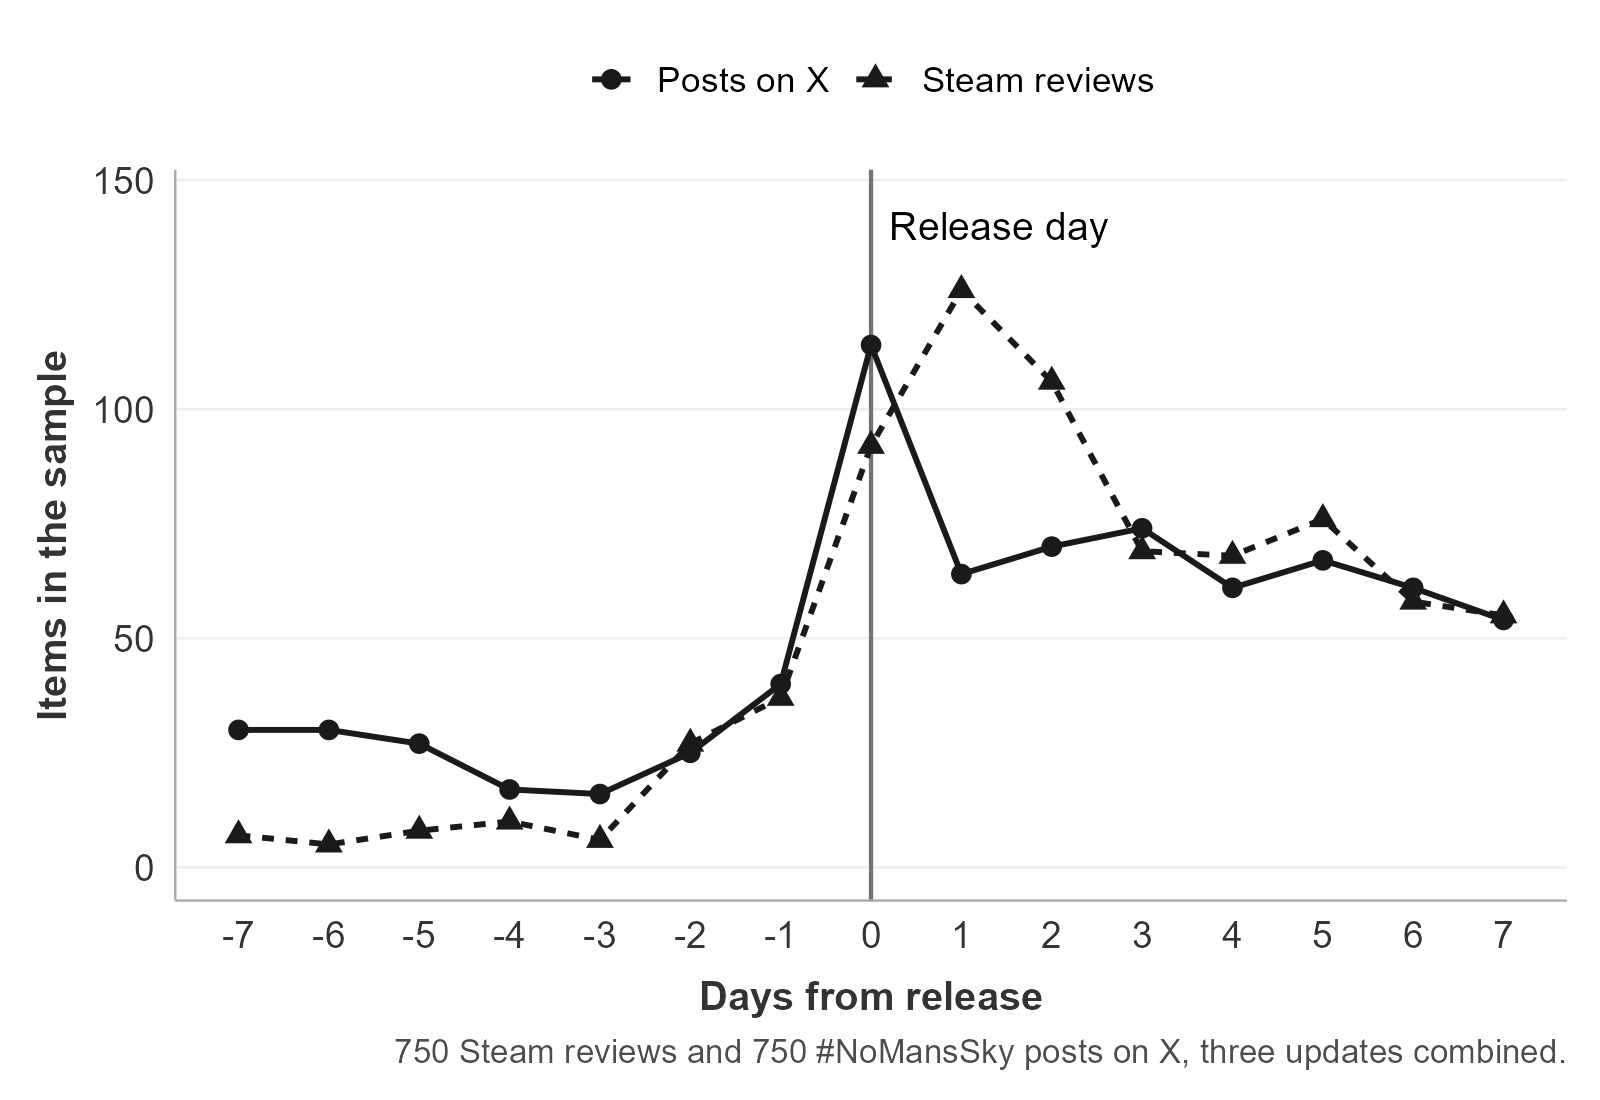 Posts on X Steam reviews
150
Release day
100
50
0
Items in the sample
-7 -6 -5 -4 -3 -2 -1 0 1 2 3 4 5 6 7
Days from release
750 Steam reviews and 750 #NoMansSky posts on X, three updates combined.